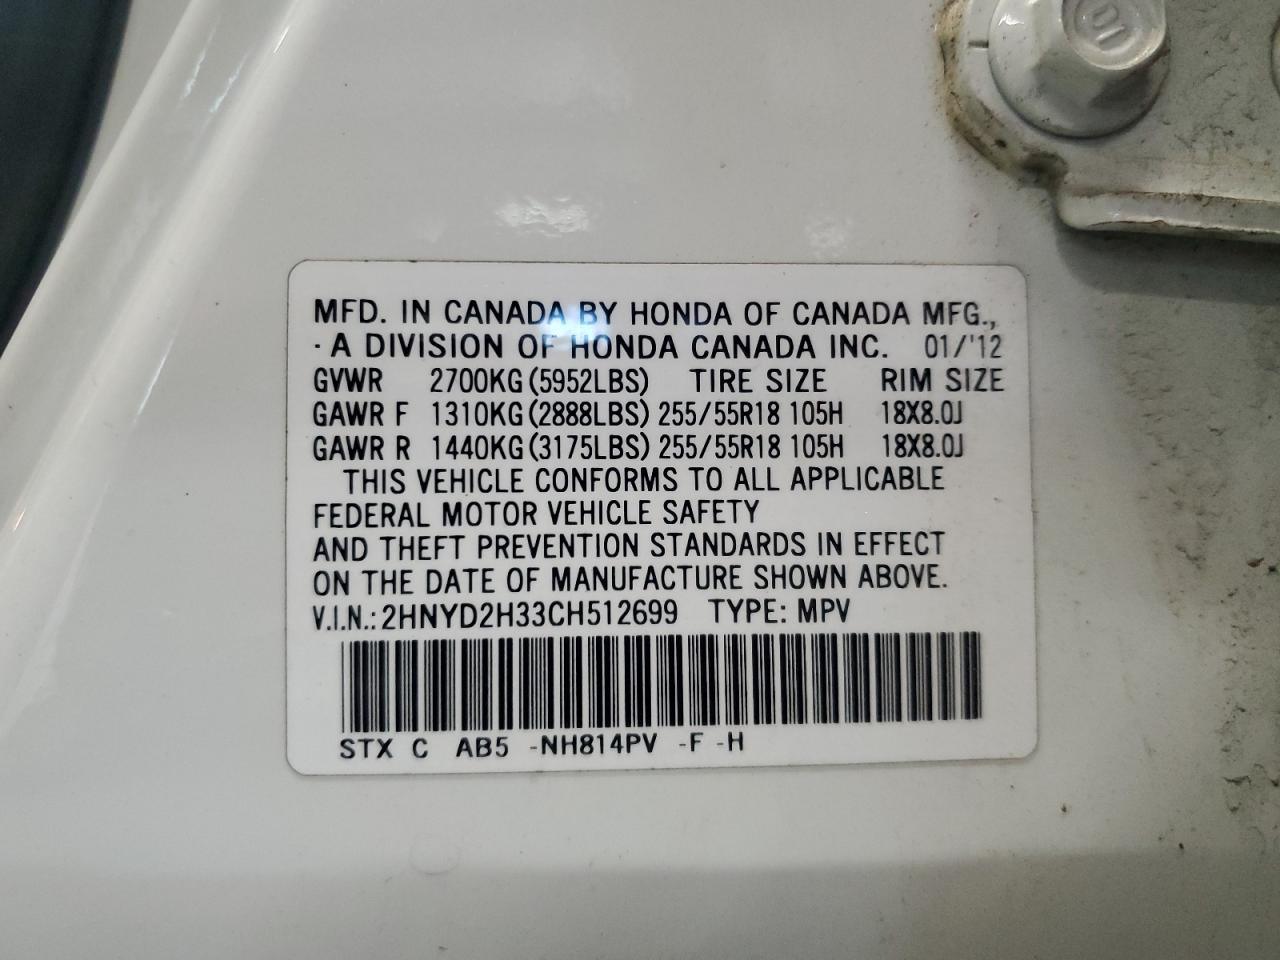 01
MFD. IN CANADA BY HONDA OF CANADA MFG.,
·A DIVISION OF HONDA CANADA INC. 01/'12
GVWR 2700KG(5952LBS) TIRE SIZE RIM SIZE
GAWR F 1310KG(2888LBS) 255/55R18 105H 18X8.0J
GAWR R 1440KG(3175LBS) 255/55R18 105H 18X8.0J
THIS VEHICLE CONFORMS TO ALL APPLICABLE
FEDERAL MOTOR VEHICLE SAFETY
AND THEFT PREVENTION STANDARDS IN EFFECT
ON THE DATE OF MANUFACTURE SHOWN ABOVE.
V.I.N.: 2HNYD2H33CH512699 TYPE: MPV
STX C AB5 -NH814PV -F -H